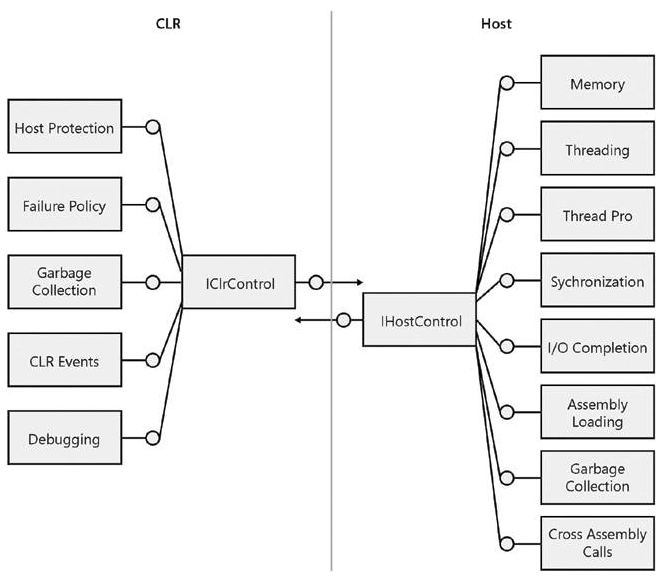 CLR
Host
Host Protection
Failure Policy
Garbage
Collection
CLR Events
Debugging
IClrControl
IHostControl
Memory
Threading
Thread Pro
Sychronization
I/O Completion
Assembly
Loading
Garbage
Collection
Cross Assembly
Calls